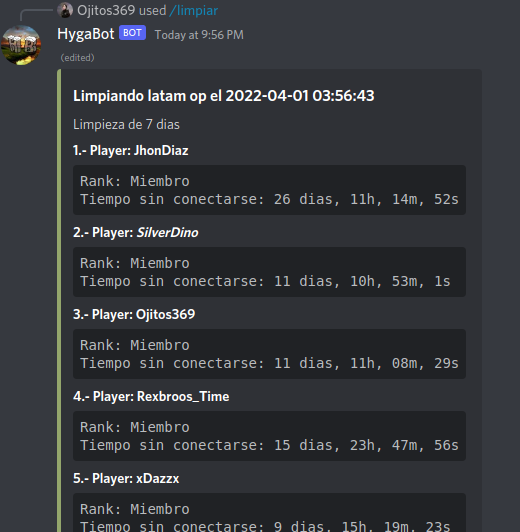 Ojitos369 used /limpiar
HygaBot BOT Today at 9:56 PM
(edited)
Limpiando latam op el 2022-04-01 03:56:43
Limpieza de 7 dias
1.- Player: JhonDiaz
Rank: Miembro
Tiempo sin conectarse: 26 dias, 11h, 14m, 52s
2.- Player: SilverDino
Rank: Miembro
Tiempo sin conectarse: 11 dias, 10h, 53m, 1s
3.- Player: Ojitos369
Rank: Miembro
Tiempo sin conectarse: 11 dias, 11h, 08m, 29s
4.- Player: Rexbroos_Time
Rank: Miembro
Tiempo sin conectarse: 15 dias, 23h, 47m, 56s
5.- Player: xDazzx
Rank: Miembro
Tiempo sin conectarse: 9 dias, 15h, 19m, 23s